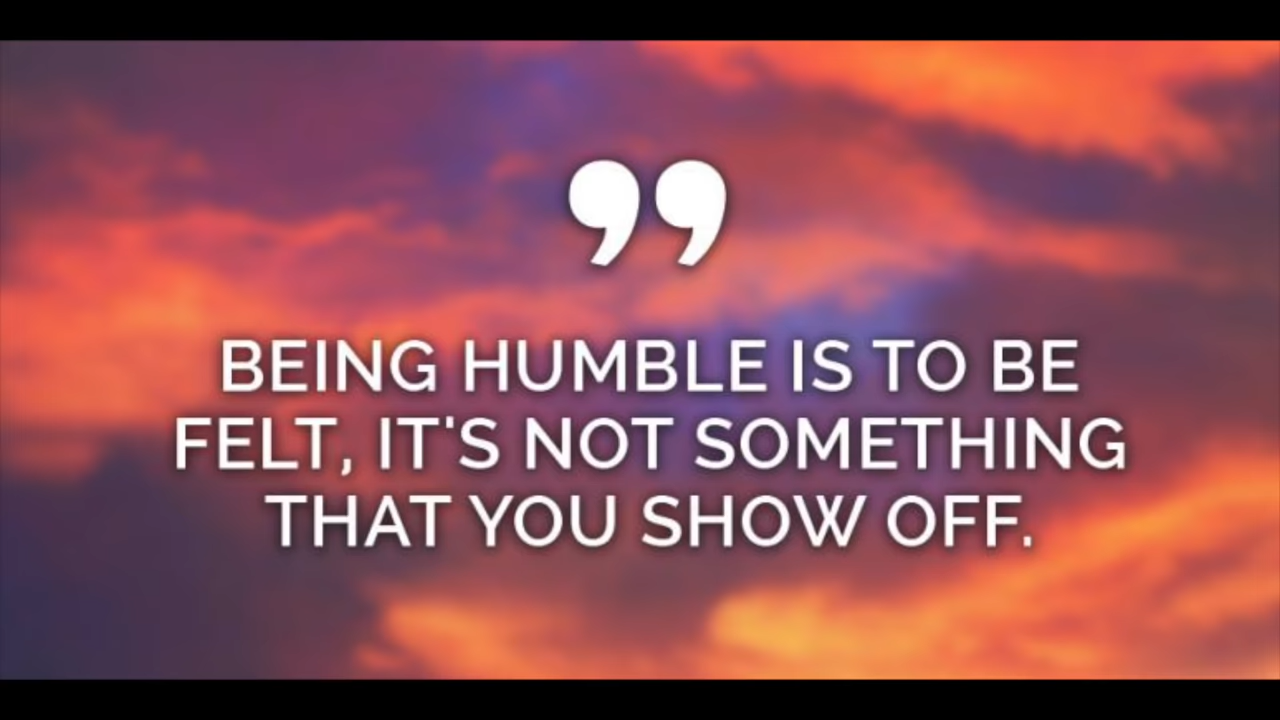 ”
BEING HUMBLE IS TO BE
FELT, IT'S NOT SOMETHING
THAT YOU SHOW OFF.